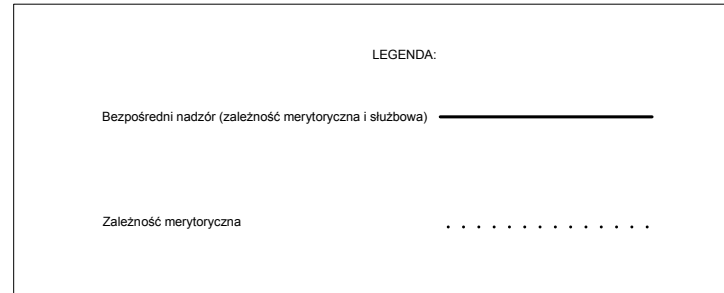 LEGENDA:
Bezpośredni nadzór (zależność merytoryczna i służbowa)
Zależność merytoryczna